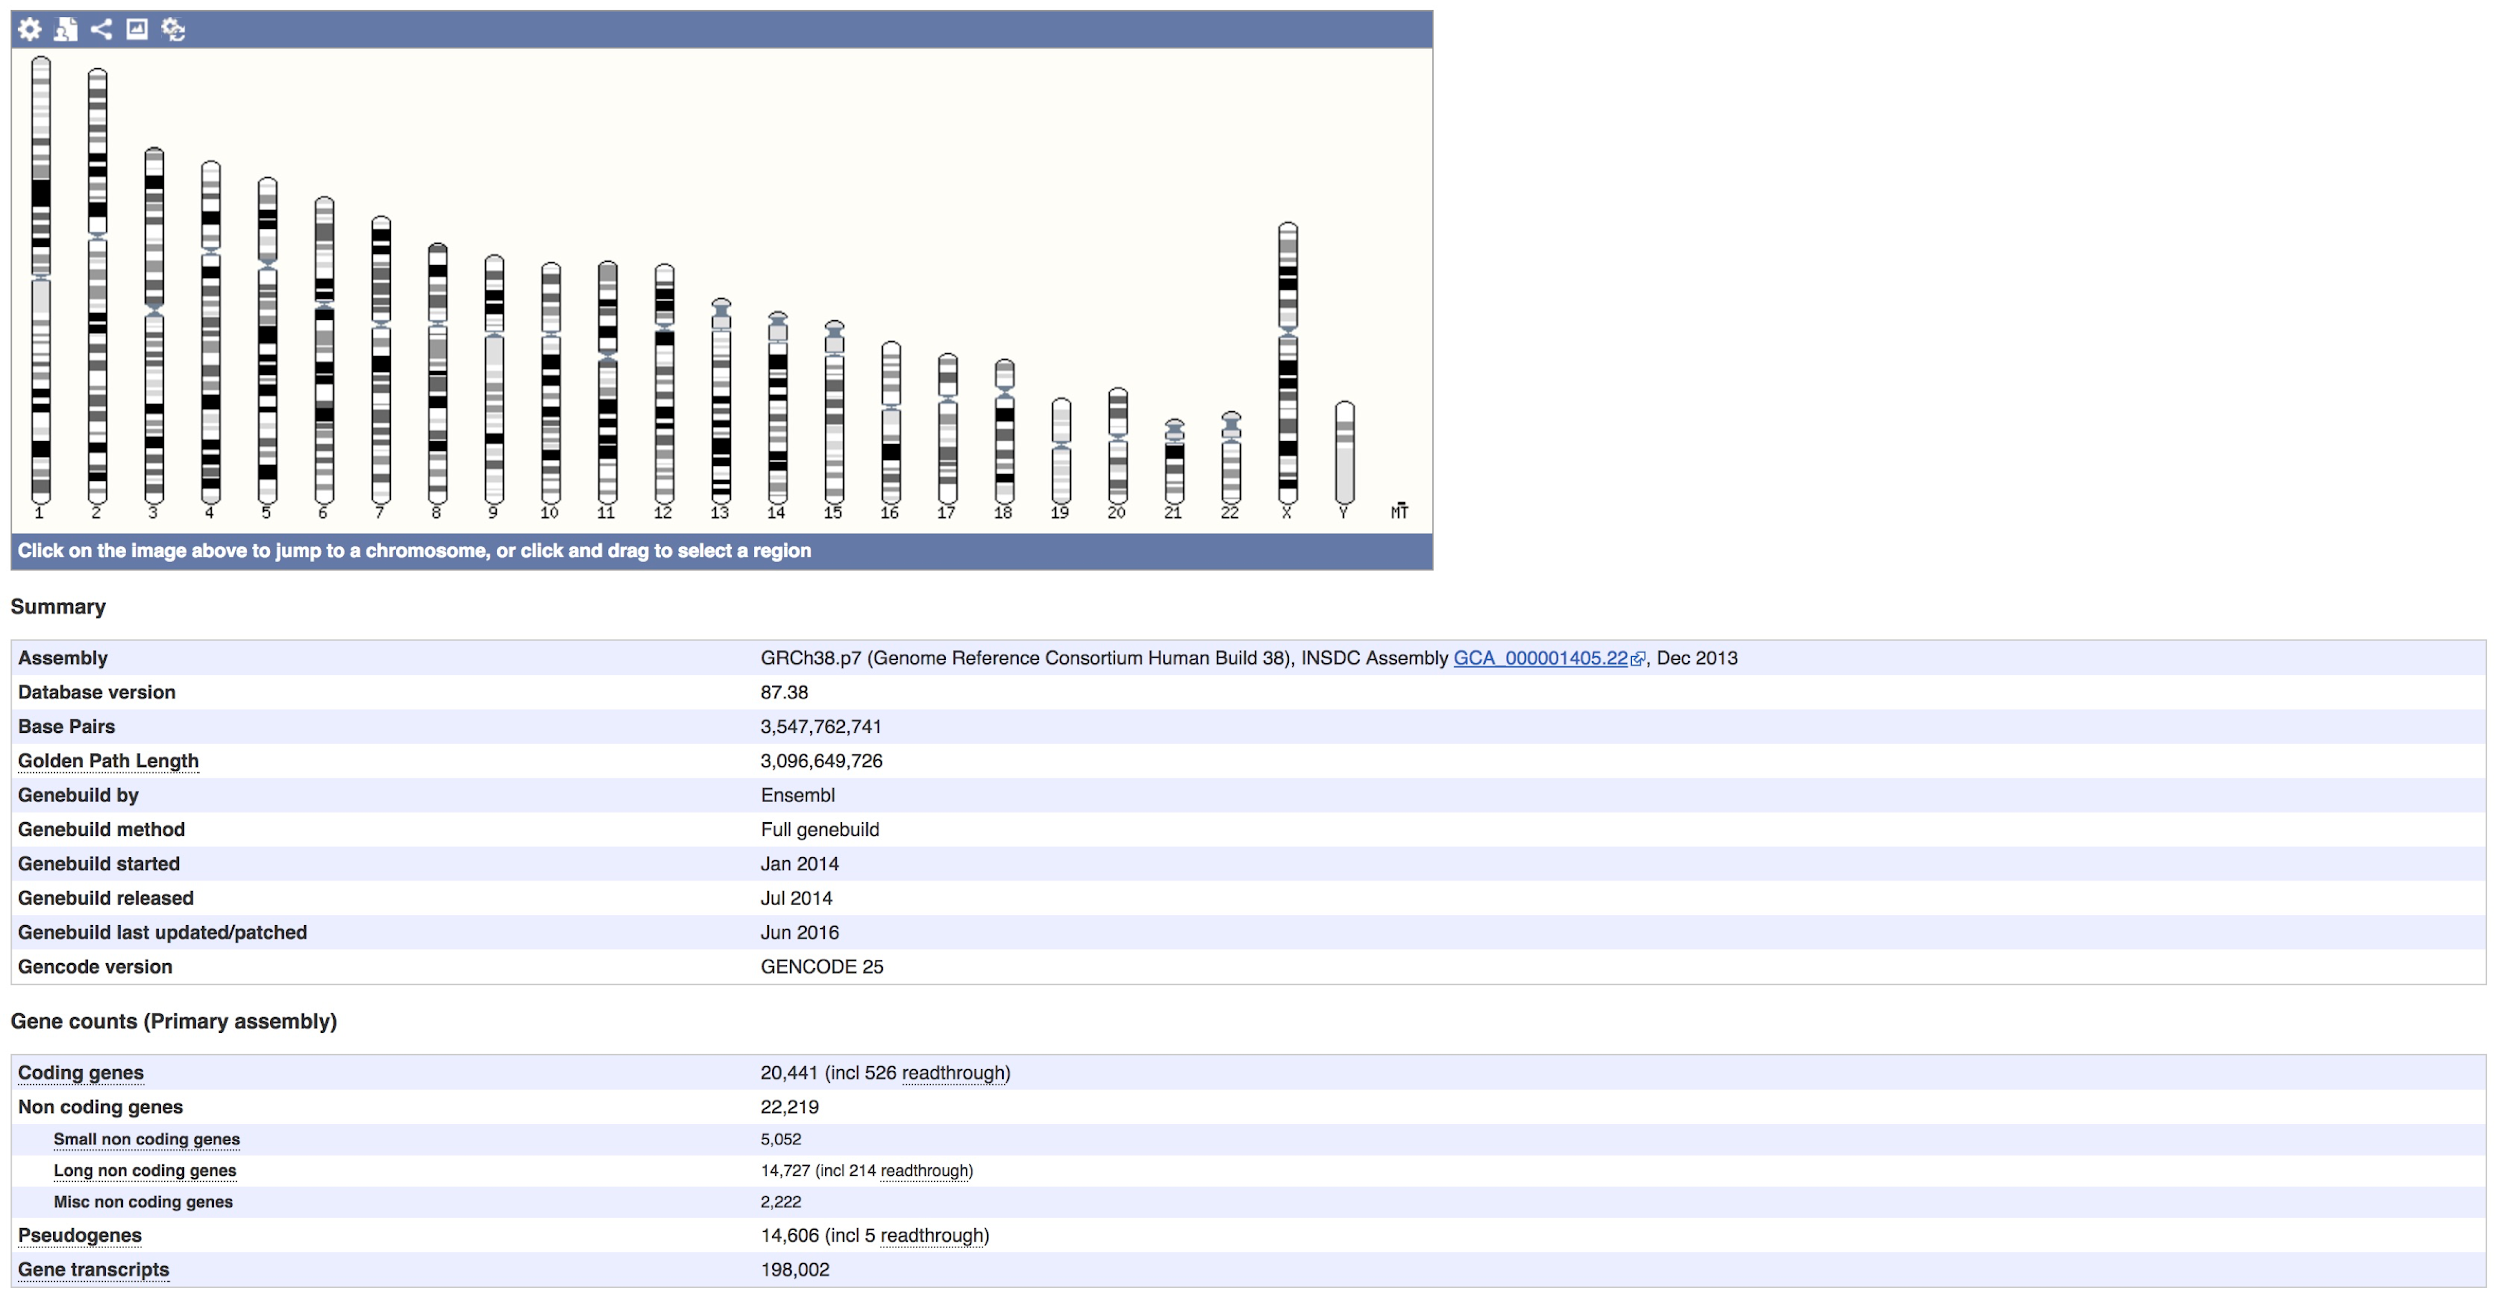 1 2 3 4 5 6 7 8 9 10 11 12 13 14 15 16 17 18 19 20 21 22 X Y MT
Click on the image above to jump to a chromosome, or click and drag to select a region
Summary
Assembly GRCh38.p7 (Genome Reference Consortium Human Build 38), INSDC Assembly GCA_000001405.22, Dec 2013
Database version 87.38
Base Pairs 3,547,762,741
Golden Path Length 3,096,649,726
Genebuild by Ensembl
Genebuild method Full genebuild
Genebuild started Jan 2014
Genebuild released Jul 2014
Genebuild last updated/patched Jun 2016
Gencode version GENCODE 25
Gene counts (Primary assembly)
Coding genes 20,441 (incl 526 readthrough)
Non coding genes 22,219
Small non coding genes 5,052
Long non coding genes 14,727 (incl 214 readthrough)
Misc non coding genes 2,222
Pseudogenes 14,606 (incl 5 readthrough)
Gene transcripts 198,002